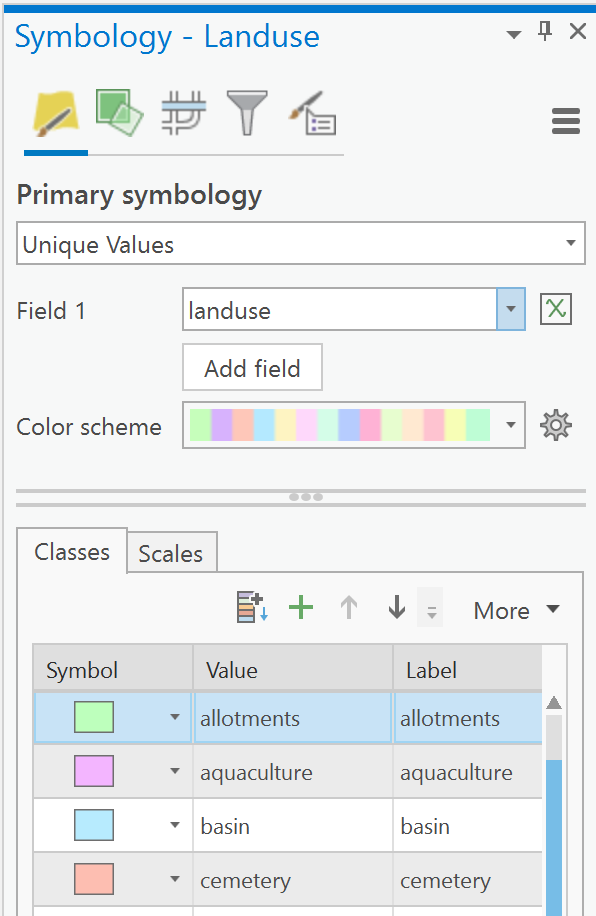 Symbology - Landuse
Primary symbology
Unique Values
Field 1 landuse
Add field
Color scheme
Classes Scales
More
Symbol Value Label
allotments allotments
aquaculture aquaculture
basin basin
cemetery cemetery